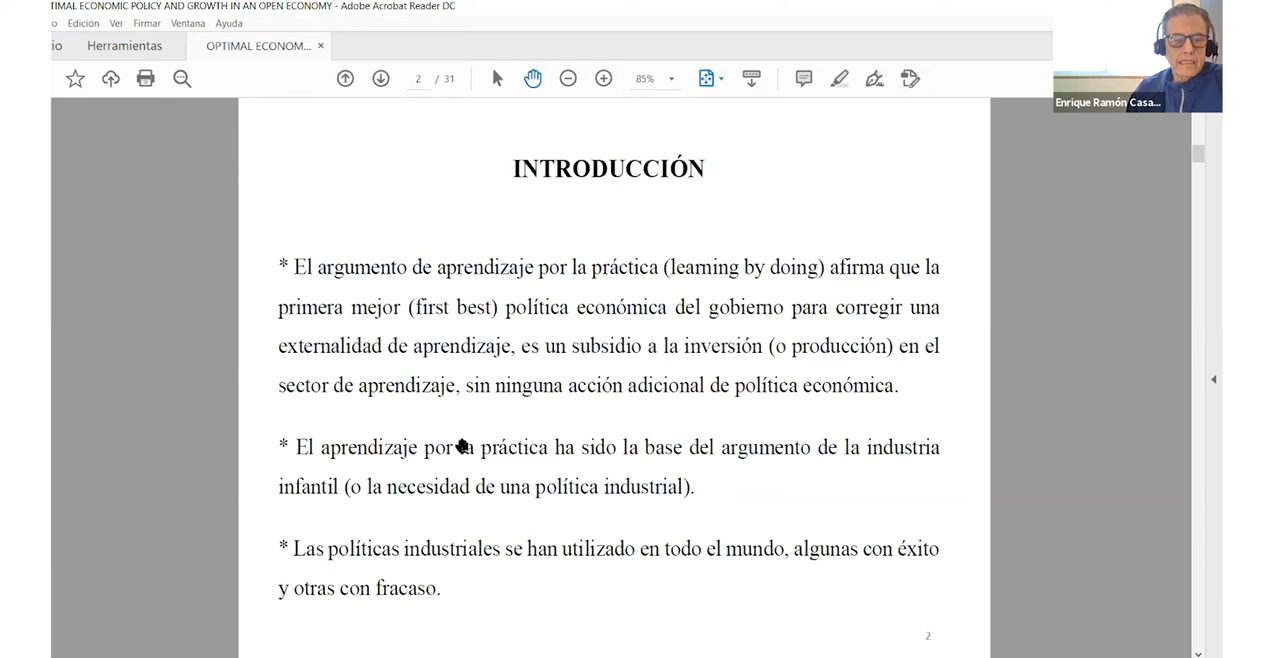 TIMAL ECONOMIC POLICY AND GROWTH IN AN OPEN ECONOMY - Adobe Acrobat Reader DC
o Edición Ver Firmar Ventana Ayuda
io Herramientas OPTIMAL ECONOM... ×
2 / 31 85%
Enrique Ramón Casa...
INTRODUCCIÓN
* El argumento de aprendizaje por la práctica (learning by doing) afirma que la
primera mejor (first best) política económica del gobierno para corregir una
externalidad de aprendizaje, es un subsidio a la inversión (o producción) en el
sector de aprendizaje, sin ninguna acción adicional de política económica.
* El aprendizaje por la práctica ha sido la base del argumento de la industria
infantil (o la necesidad de una política industrial).
* Las políticas industriales se han utilizado en todo el mundo, algunas con éxito
y otras con fracaso.
2